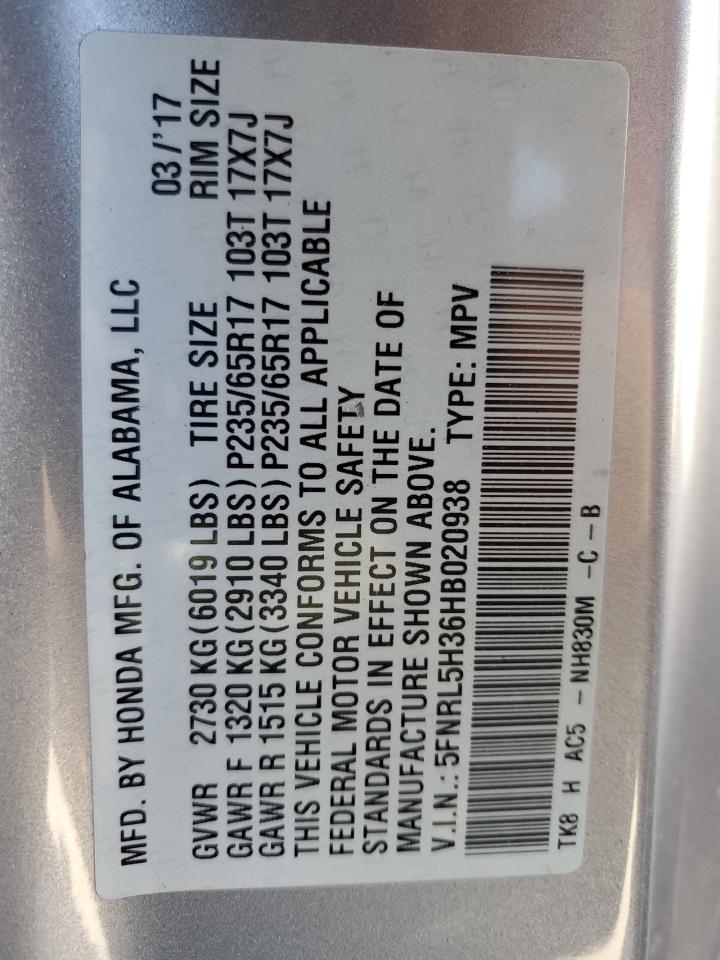 MFD. BY HONDA MFG. OF ALABAMA, LLC 03/'17
GVWR 2730 KG(6019 LBS) TIRE SIZE RIM SIZE
GAWR F 1320 KG(2910 LBS) P235/65R17 103T 17X7J
GAWR R 1515 KG(3340 LBS) P235/65R17 103T 17X7J
THIS VEHICLE CONFORMS TO ALL APPLICABLE
FEDERAL MOTOR VEHICLE SAFETY
STANDARDS IN EFFECT ON THE DATE OF
MANUFACTURE SHOWN ABOVE.
V.I.N.: 5FNRL5H36HB020938 TYPE: MPV
TK8 H AC5 - NH830M - C - B